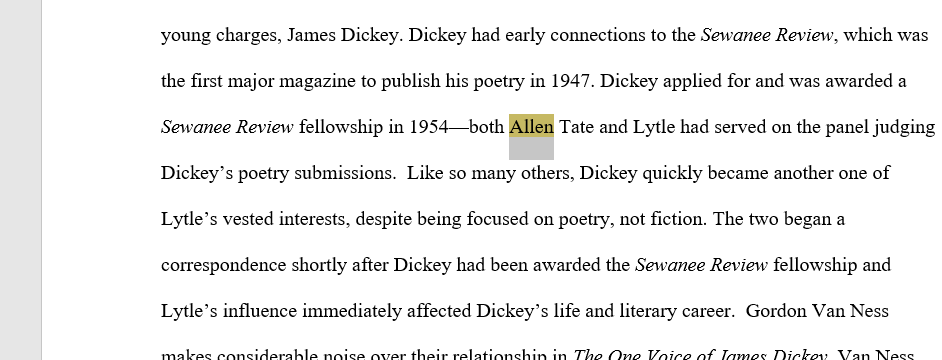 young charges, James Dickey. Dickey had early connections to the Sewanee Review, which was
the first major magazine to publish his poetry in 1947. Dickey applied for and was awarded a
Sewanee Review fellowship in 1954—both Allen Tate and Lytle had served on the panel judging
Dickey’s poetry submissions.  Like so many others, Dickey quickly became another one of
Lytle’s vested interests, despite being focused on poetry, not fiction. The two began a
correspondence shortly after Dickey had been awarded the Sewanee Review fellowship and
Lytle’s influence immediately affected Dickey’s life and literary career.  Gordon Van Ness
makes considerable noise over their relationship in The One Voice of James Dickey. Van Ness